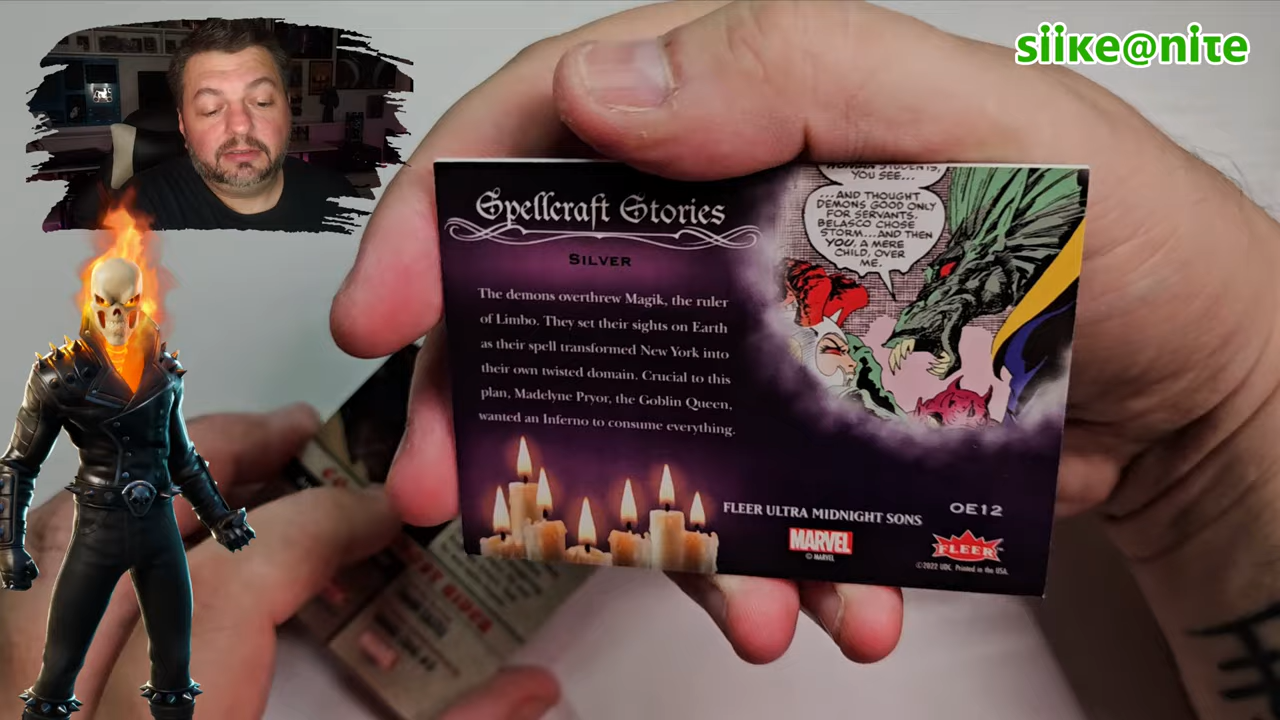 siike@nite
Spellcraft Stories
SILVER
The demons overthrew Magik, the ruler
of Limbo. They set their sights on Earth
as their spell transformed New York into
their own twisted domain. Crucial to this
plan, Madelyne Pryor, the Goblin Queen,
wanted an Inferno to consume everything.
HUMAN STUDENTS,
YOU SEE...
...AND THOUGHT
DEMONS GOOD ONLY
FOR SERVANTS.
BELASCO CHOSE
STORM...AND THEN
YOU, A MERE
CHILD, OVER
ME.
FLEER ULTRA MIDNIGHT SONS
OE12
MARVEL
© MARVEL
FLEER
©2022 UDC. Printed in the USA.